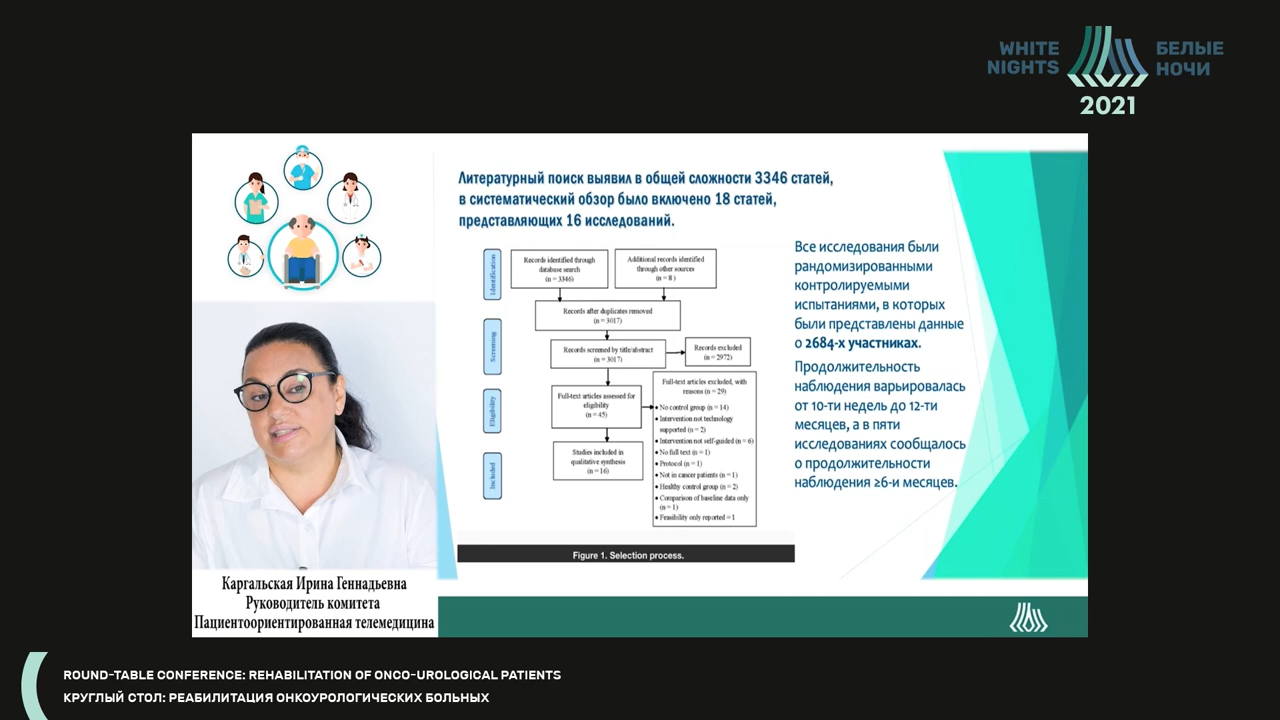 WHITE NIGHTS
БЕЛЫЕ НОЧИ
2021
Литературный поиск выявил в общей сложности 3346 статей,
в систематический обзор было включено 18 статей,
представляющих 16 исследований.
Identification
Records identified through
database search
(n = 3346)
Additional records identified
through other sources
(n = 8)
Records after duplicates removed
(n = 3017)
Screening
Records screened by title/abstract
(n = 3017)
Records excluded
(n = 2972)
Eligibility
Full-text articles assessed for
eligibility
(n = 45)
Full-text articles excluded, with
reasons (n = 29)
• No control group (n = 14)
• Intervention not technology
supported (n = 2)
• Intervention not self-guided (n = 6)
• No full text (n = 1)
• Protocol (n = 1)
• Not in cancer patients (n = 1)
• Healthy control group (n = 2)
• Comparison of baseline data only
(n = 1)
• Feasibility only reported = 1
Included
Studies included in
qualitative synthesis
(n = 16)
Figure 1. Selection process.
Все исследования были
рандомизированными
контролируемыми
испытаниями, в которых
были представлены данные
о 2684-х участниках.
Продолжительность
наблюдения варьировалась
от 10-ти недель до 12-ти
месяцев, а в пяти
исследованиях сообщалось
о продолжительности
наблюдения ≥6-и месяцев.
Каргальская Ирина Геннадьевна
Руководитель комитета
Пациентоориентированная телемедицина
ROUND-TABLE CONFERENCE: REHABILITATION OF ONCO-UROLOGICAL PATIENTS
КРУГЛЫЙ СТОЛ: РЕАБИЛИТАЦИЯ ОНКОУРОЛОГИЧЕСКИХ БОЛЬНЫХ